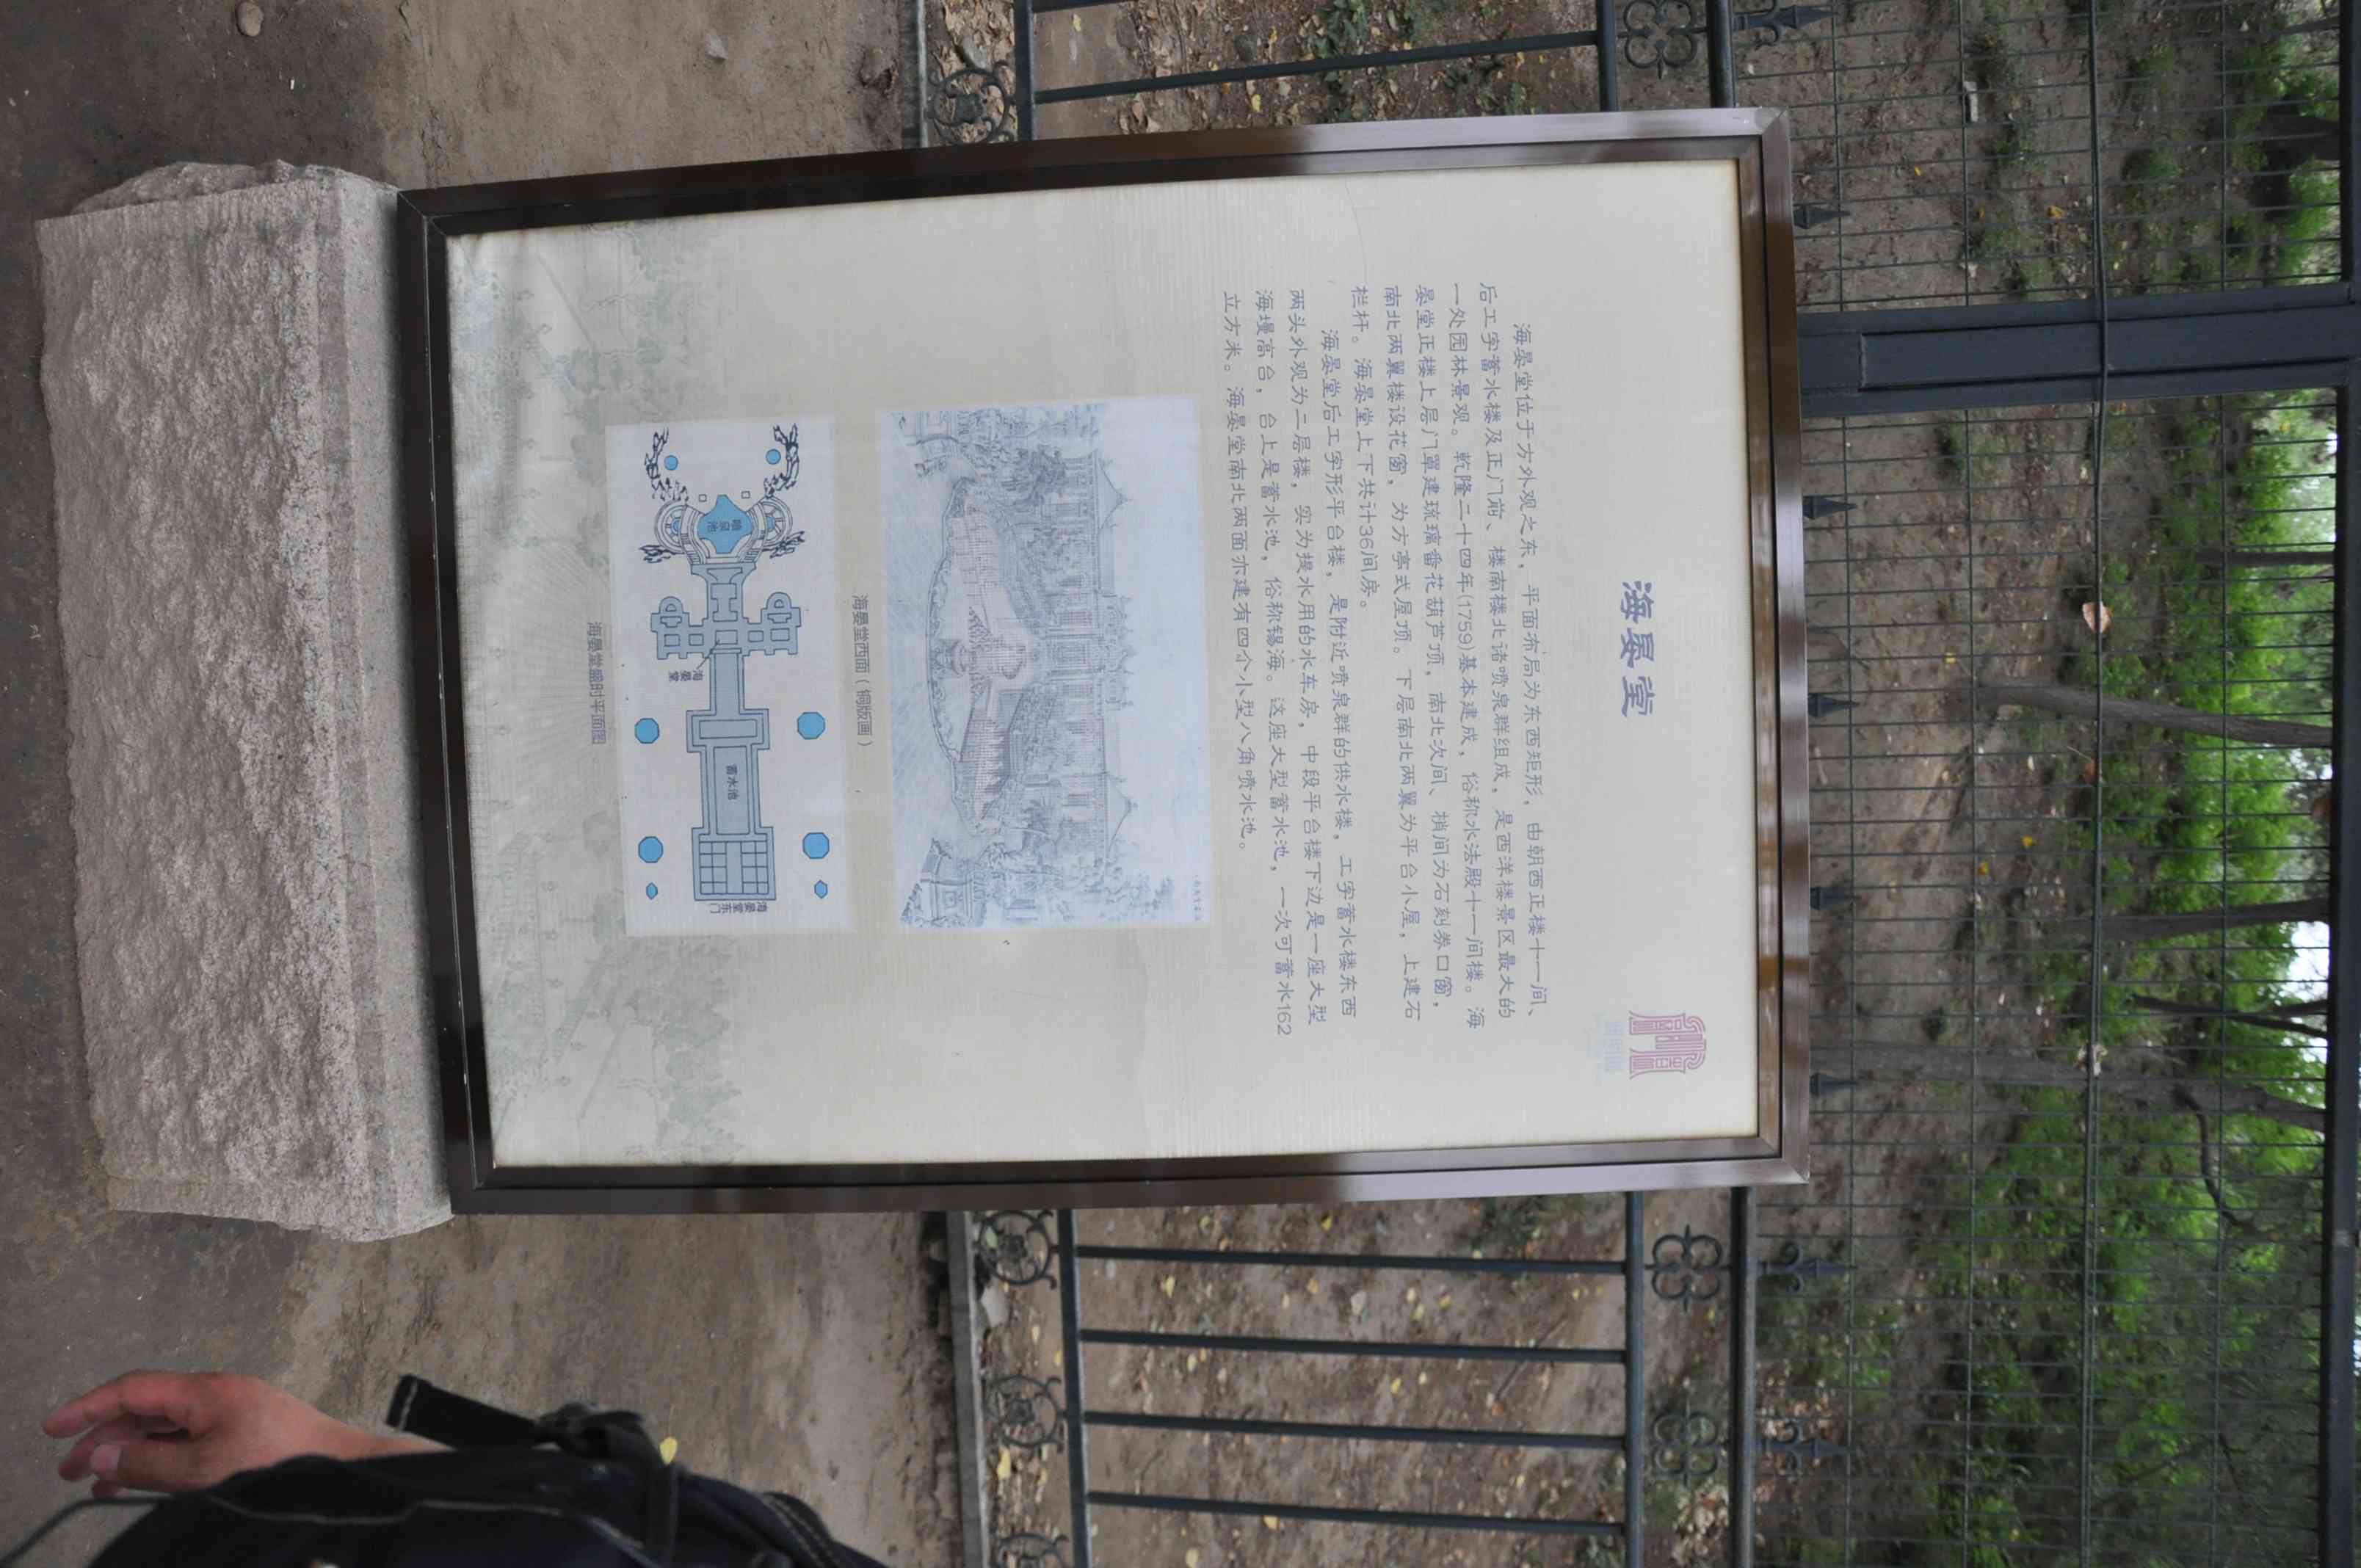 海晏堂
圆明园
海晏堂位于方外观之东，平面布局为东西矩形，由朝西正楼十一间、
后工字蓄水楼及正门前、楼南楼北诸喷泉群组成，是西洋楼景区最大的
一处园林景观。乾隆二十四年(1759)基本建成，俗称水法殿十一间楼。海
晏堂正楼上层门罩建琉璃番花葫芦顶，南北次间、梢间为石刻券口窗，
南北两翼楼设花窗，为方亭式屋顶。下层南北两翼为平台小屋，上建石
栏杆。海晏堂上下共计36间房。
海晏堂后工字形平台楼，是附近喷泉群的供水楼，工字蓄水楼东西
两头外观为二层楼，实为提水用的水车房，中段平台楼下边是一座大型
海墁高台，台上是蓄水池，俗称锡海。这座大型蓄水池，一次可蓄水162
立方米。海晏堂南北两面亦建有四个小型八角喷水池。
海晏堂西面（铜版画）
喷泉池
海晏堂
蓄水池
海晏堂东门
海晏堂盛时平面图